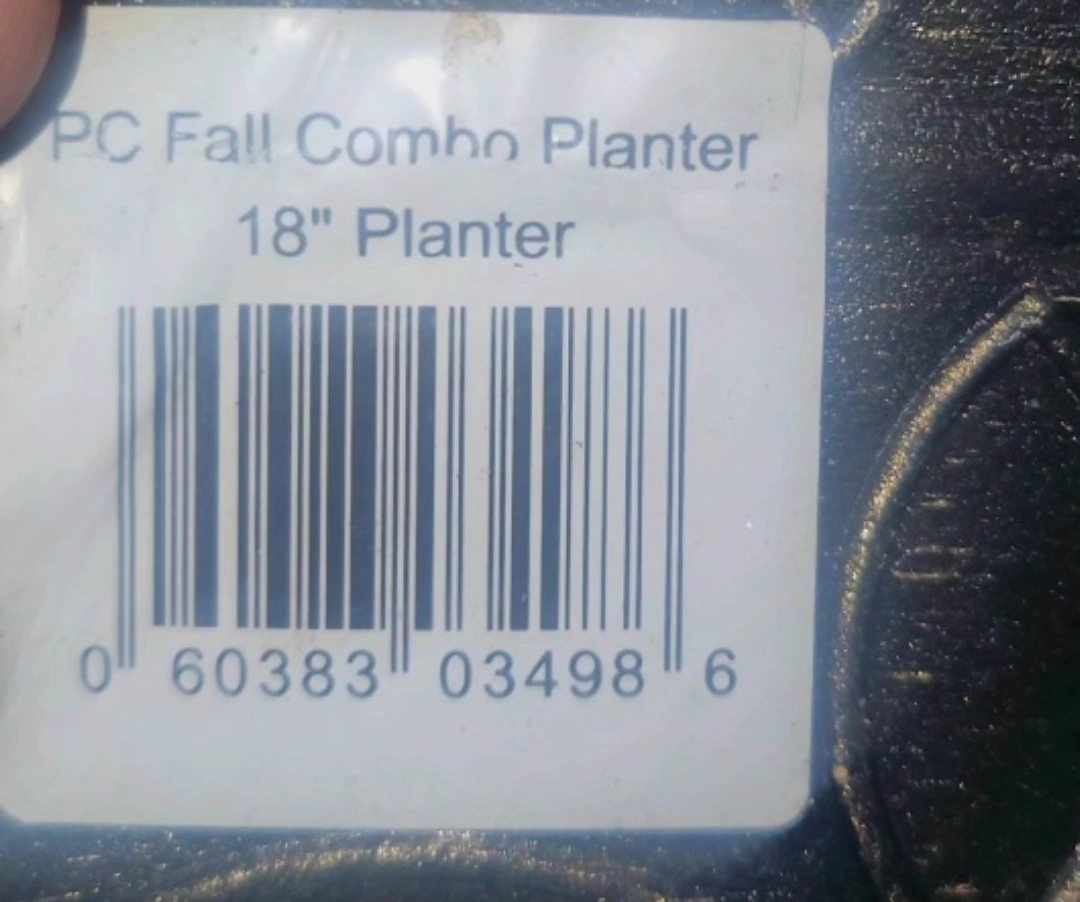 PC Fall Combo Planter
18" Planter
0 60383 03498 6